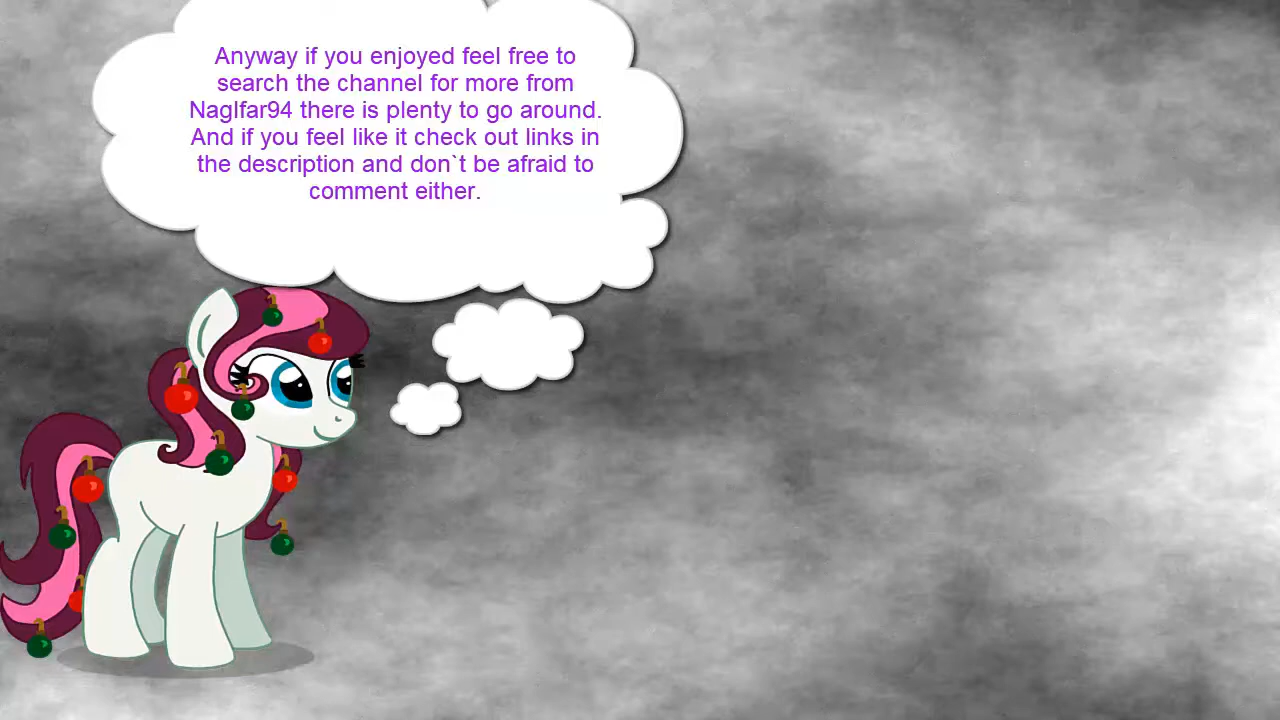 Anyway if you enjoyed feel free to
search the channel for more from
Naglfar94 there is plenty to go around.
And if you feel like it check out links in
the description and don`t be afraid to
comment either.